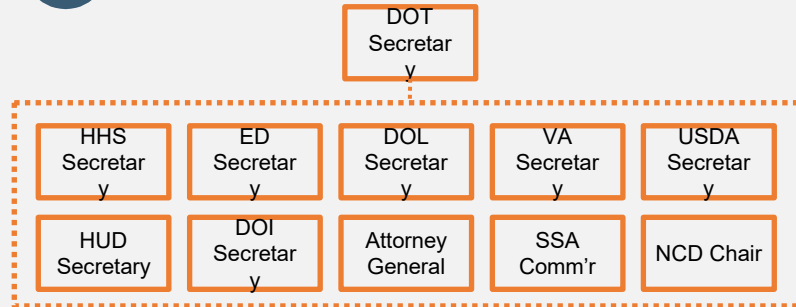 DOT
Secretar
y
HHS
Secretar
y
ED
Secretar
y
DOL
Secretar
y
VA
Secretar
y
USDA
Secretar
y
HUD
Secretary
DOI
Secretar
y
Attorney
General
SSA
Comm'r
NCD Chair